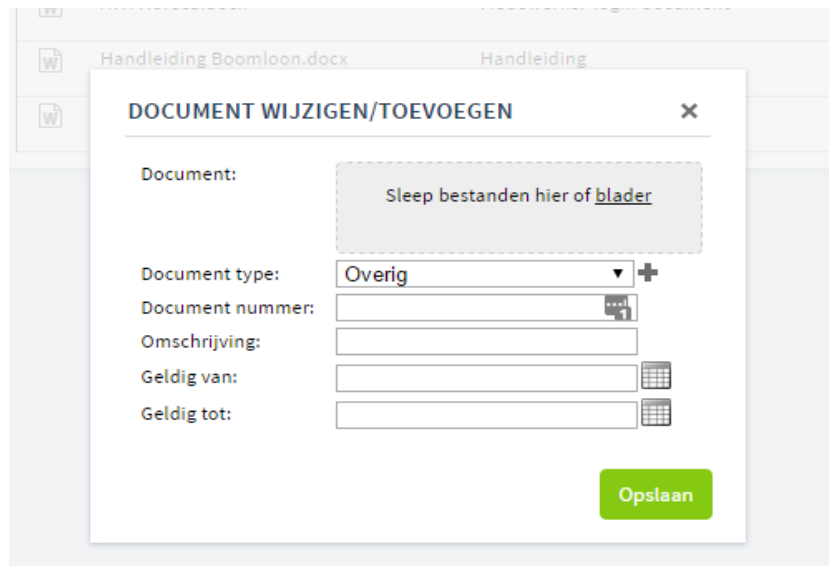 Handleiding Boomloon.docx Handleiding
DOCUMENT WIJZIGEN/TOEVOEGEN
Document:
Sleep bestanden hier of blader
Document type: Overig
Document nummer:
Omschrijving:
Geldig van:
Geldig tot:
Opslaan